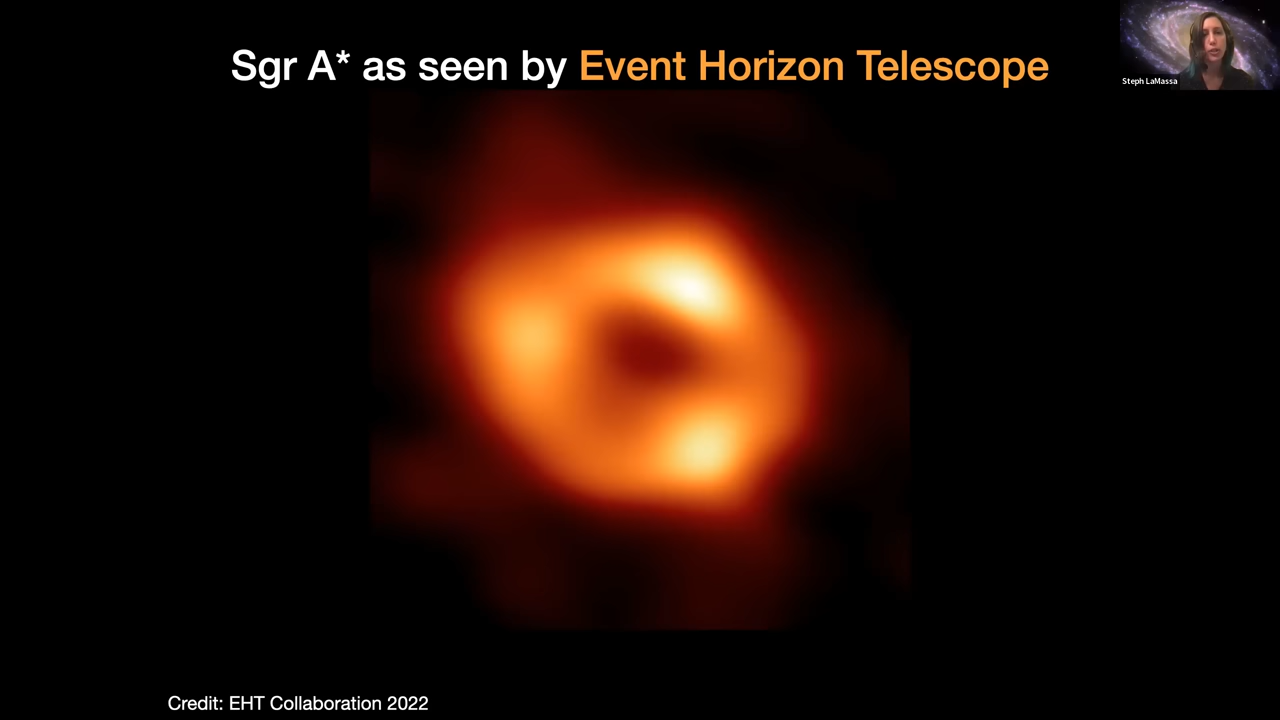 Sgr A* as seen by Event Horizon Telescope
Steph LaMassa
Credit: EHT Collaboration 2022